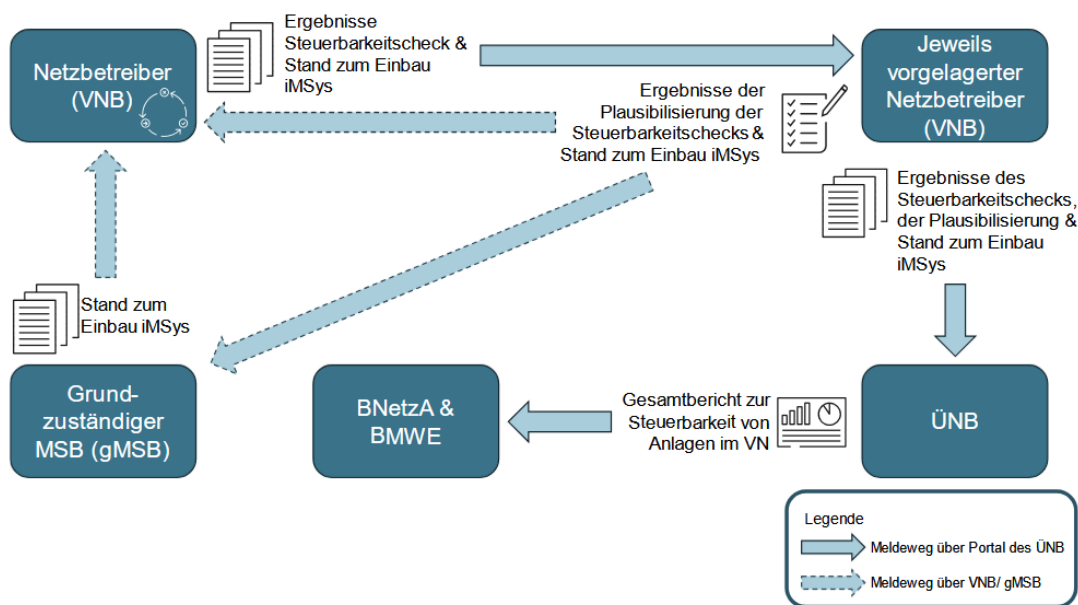 Netzbetreiber
(VNB)
Ergebnisse
Steuerbarkeitscheck &
Stand zum Einbau
iMSys
Jeweils
vorgelagerter
Netzbetreiber
(VNB)
Ergebnisse der
Plausibilisierung der
Steuerbarkeitschecks &
Stand zum Einbau iMSys
Ergebnisse des
Steuerbarkeitschecks,
der Plausibilisierung &
Stand zum Einbau
iMSys
Stand zum
Einbau iMSys
Grund-
zuständiger
MSB (gMSB)
BNetzA &
BMWE
Gesamtbericht zur
Steuerbarkeit von
Anlagen im VN
ÜNB
Legende
Meldeweg über Portal des ÜNB
Meldeweg über VNB/ gMSB